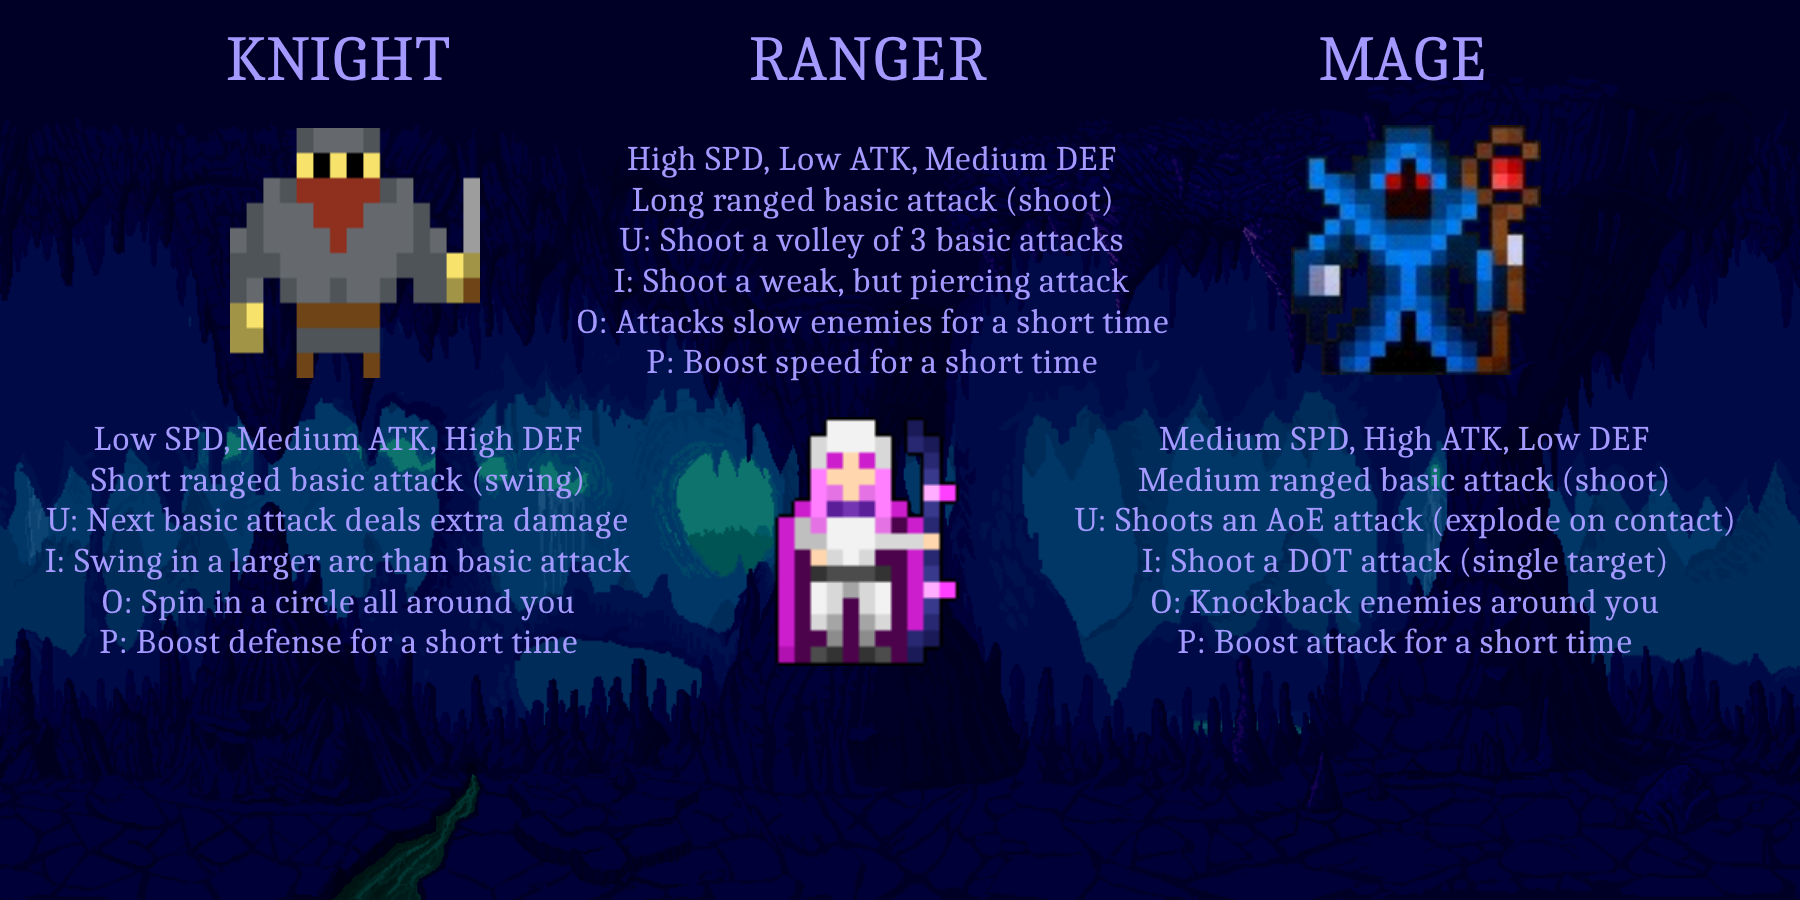 KNIGHT
Low SPD, Medium ATK, High DEF
Short ranged basic attack (swing)
U: Next basic attack deals extra damage
I: Swing in a larger arc than basic attack
O: Spin in a circle all around you
P: Boost defense for a short time
RANGER
High SPD, Low ATK, Medium DEF
Long ranged basic attack (shoot)
U: Shoot a volley of 3 basic attacks
I: Shoot a weak, but piercing attack
O: Attacks slow enemies for a short time
P: Boost speed for a short time
MAGE
Medium SPD, High ATK, Low DEF
Medium ranged basic attack (shoot)
U: Shoots an AoE attack (explode on contact)
I: Shoot a DOT attack (single target)
O: Knockback enemies around you
P: Boost attack for a short time